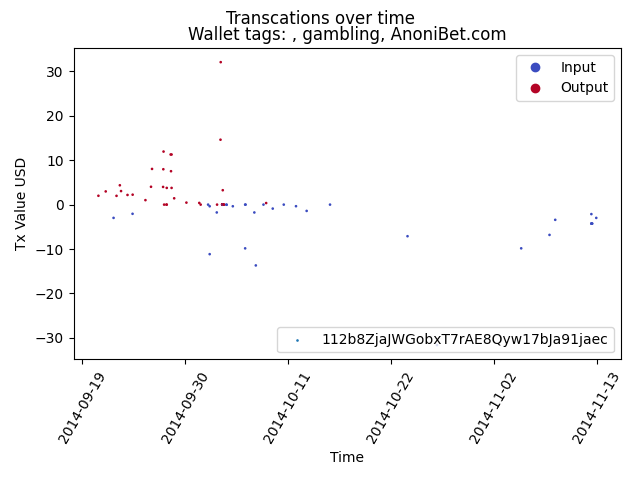 Transcations over time
Wallet tags: , gambling, AnoniBet.com
Input
Output
30
20
10
0
−10
−20
−30
Tx Value USD
112b8ZjaJWGobxT7rAE8Qyw17bJa91jaec
2014-09-19
2014-09-30
2014-10-11
2014-10-22
2014-11-02
2014-11-13
Time